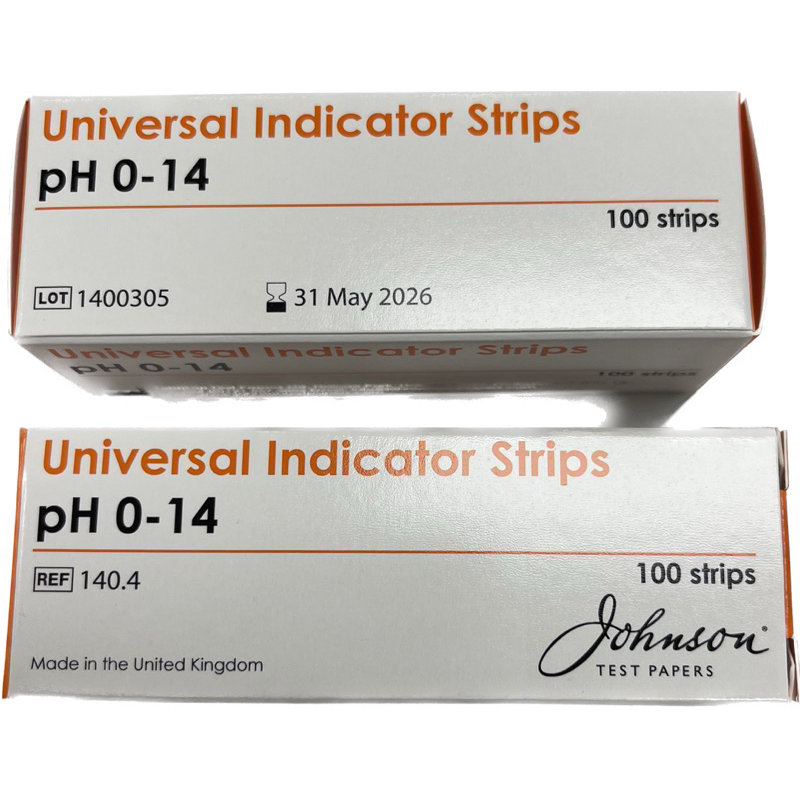 Universal Indicator Strips
pH 0-14
100 strips
LOT 1400305
31 May 2026
Universal Indicator Strips
pH 0-14
100 strips
Universal Indicator Strips
pH 0-14
REF 140.4
100 strips
Johnson
TEST PAPERS
Made in the United Kingdom